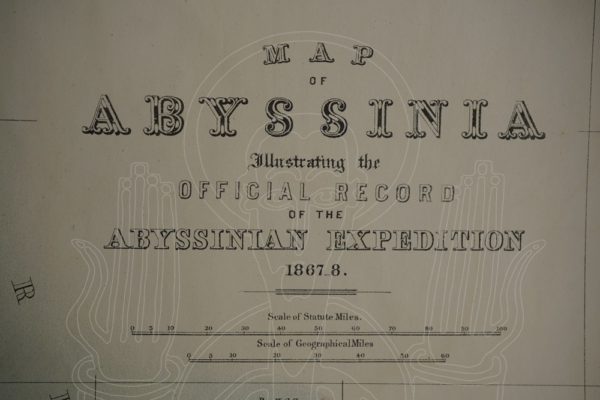 MAP
OF
ABYSSINIA
Illustrating the
OFFICIAL RECORD
OF THE
ABYSSINIAN EXPEDITION
1867-8.
Scale of Statute Miles.
0 5 10 20 30 40 50 60 70 80 90 100
Scale of Geographical Miles
0 5 10 20 30 40 50 60
R